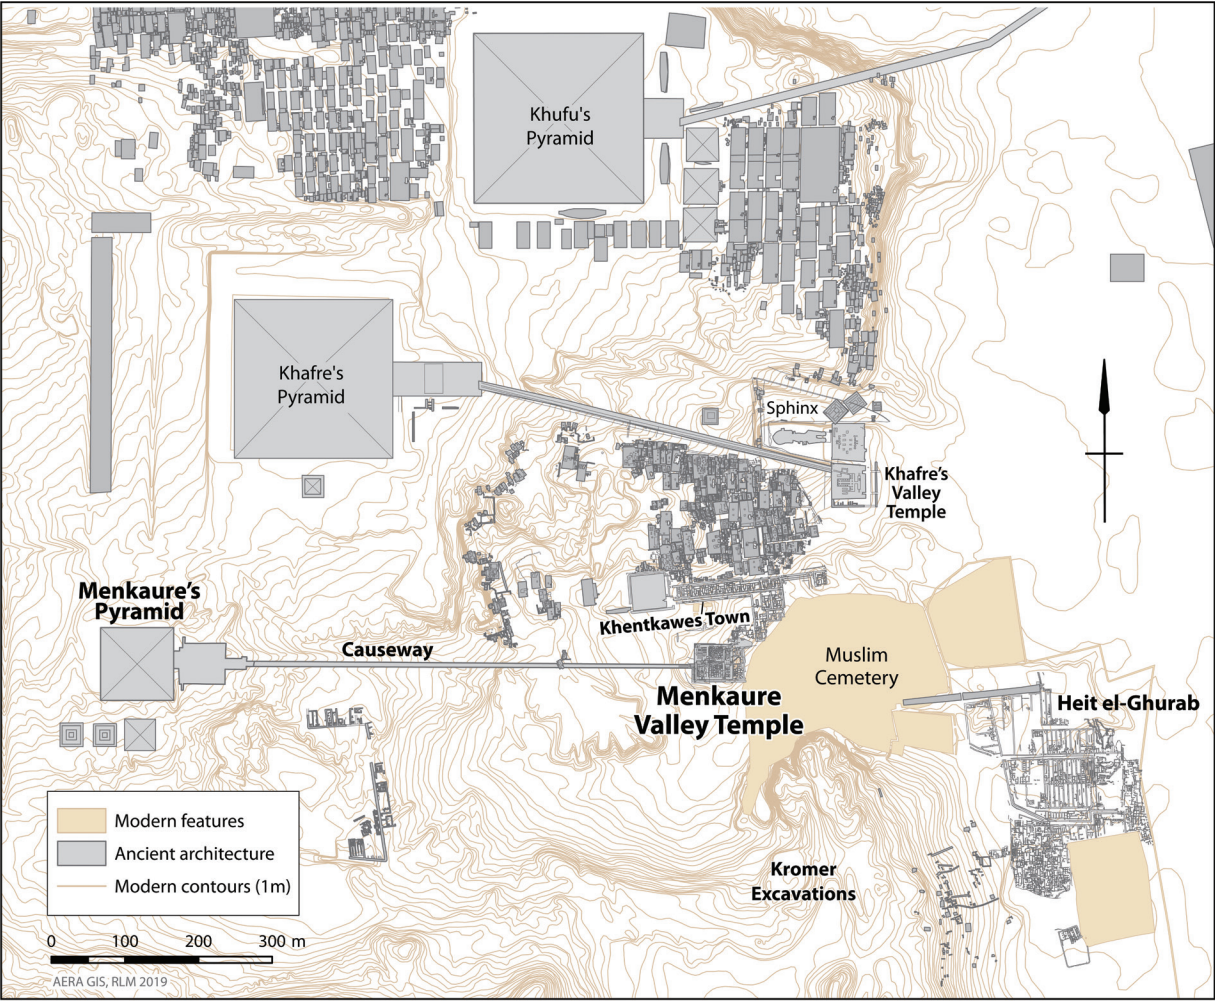 Khufu's
Pyramid
Khafre's
Pyramid
Sphinx
Khafre's
Valley
Temple
Menkaure's
Pyramid
Khentkawes Town
Causeway
Muslim
Cemetery
Menkaure
Valley Temple
Heit el-Ghurab
Modern features
Ancient architecture
Modern contours (1m)
Kromer
Excavations
0 100 200 300 m
AERA GIS, RLM 2019